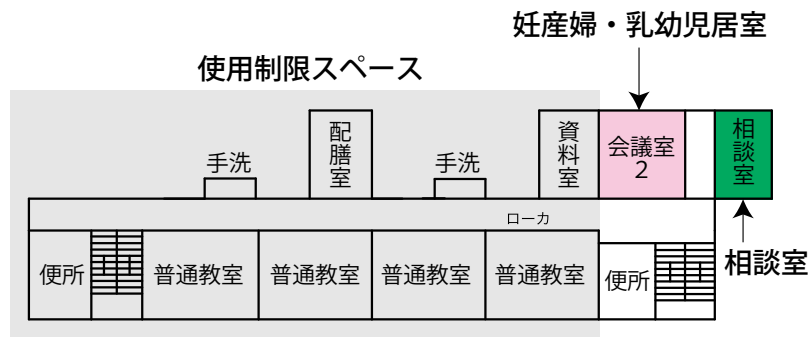 妊産婦・乳幼児居室
使用制限スペース
手洗
配膳室
手洗
資料室
会議室
2
相談室
ローカ
便所
普通教室
普通教室
普通教室
普通教室
便所
相談室